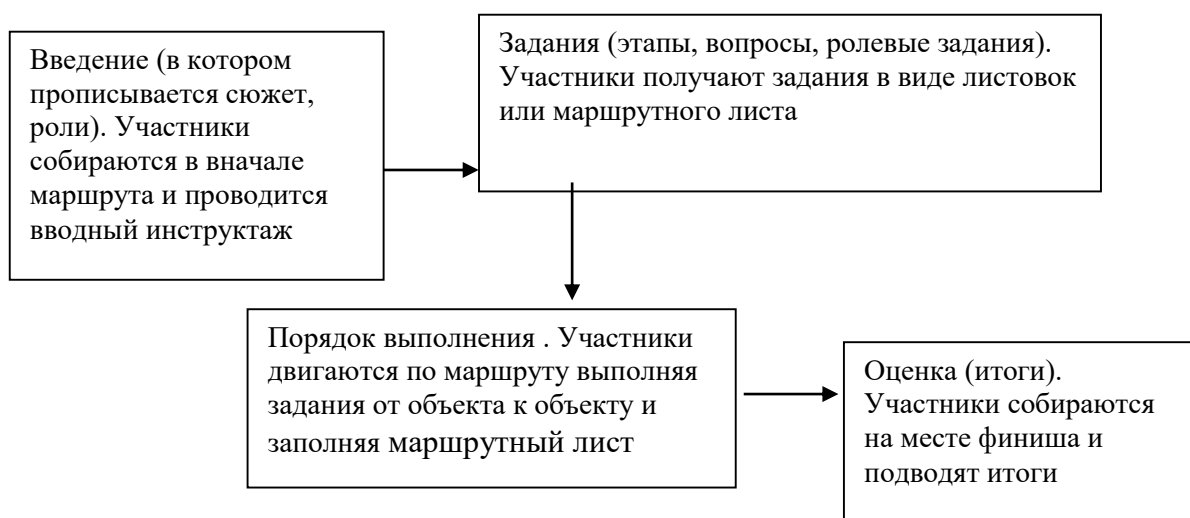 Введение (в котором
прописывается сюжет,
роли). Участники
собираются в вначале
маршрута и проводится
вводный инструктаж
Задания (этапы, вопросы, ролевые задания).
Участники получают задания в виде листовок
или маршрутного листа
Порядок выполнения . Участники
двигаются по маршруту выполняя
задания от объекта к объекту и
заполняя маршрутный лист
Оценка (итоги).
Участники собираются
на месте финиша и
подводят итоги